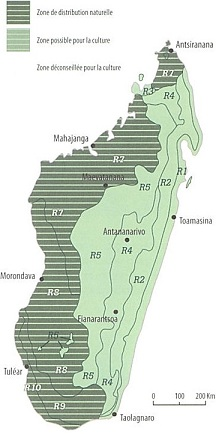 Zone de distribution naturelle
Zone possible pour la culture
Zone déconseillée pour la culture
Antsiranana
R7
R3
R4
Mahajanga
R7
Maevatanana
R1
R5
R2
R7
Toamasina
Antananarivo
R4
R5
R2
Morondava
R8
Fianarantsoa
Tuléar
R8
R5
R4
R10
R9
Taolagnaro
0 100 200 Km